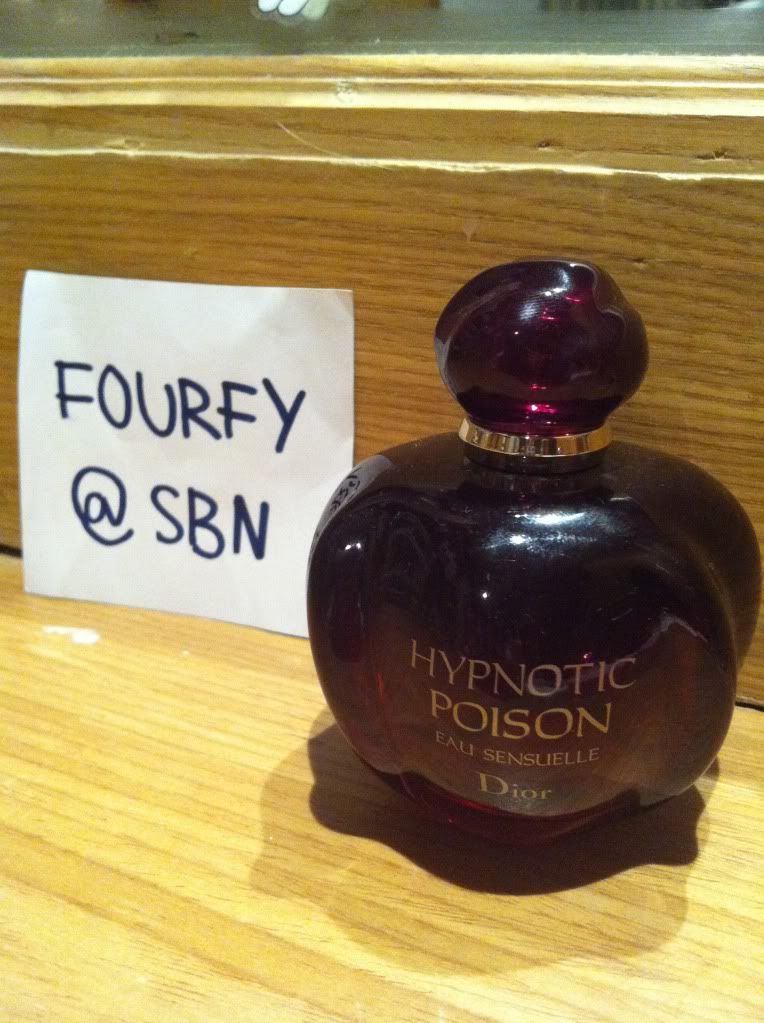 FOURFY
@ SBN
HYPNOTIC
POISON
EAU SENSUELLE
Dior